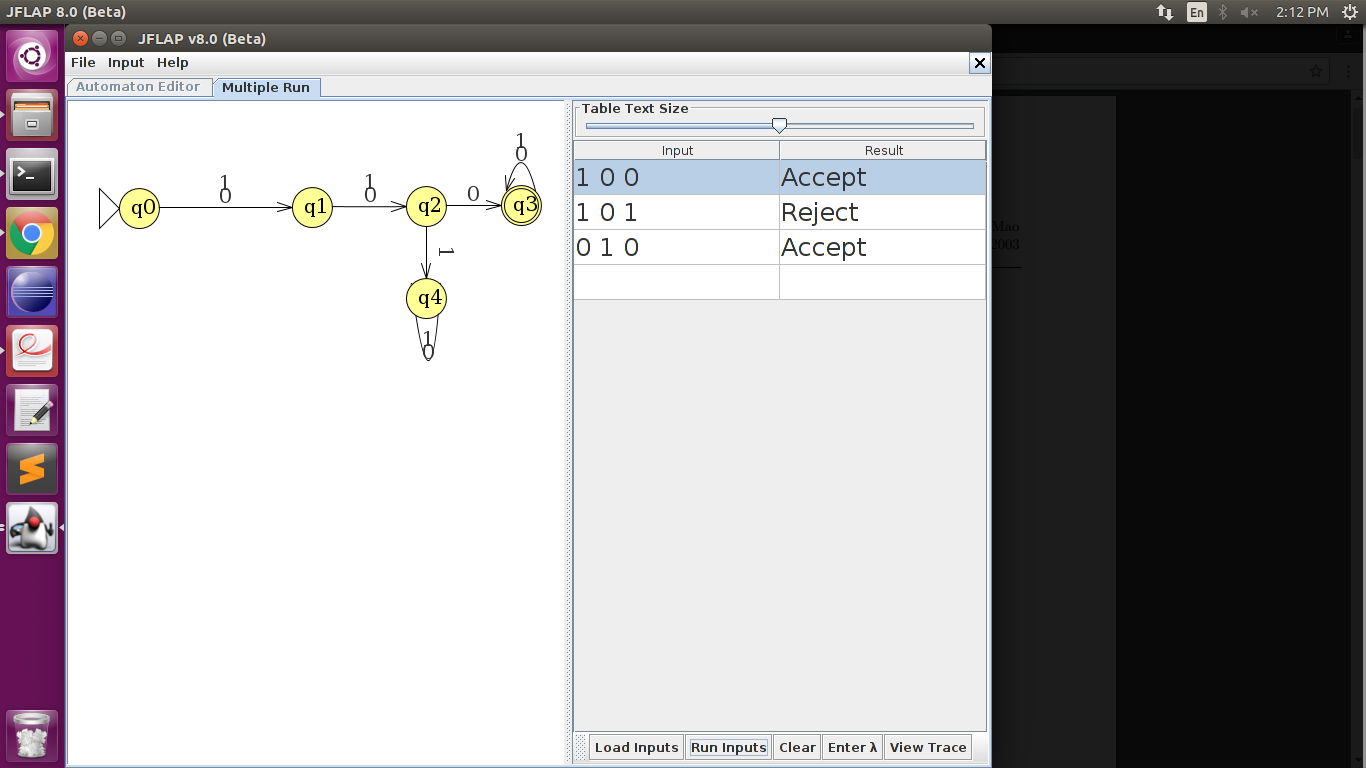 JFLAP 8.0 (Beta)
En
2:12 PM
JFLAP v8.0 (Beta)
File Input Help
Automaton Editor
Multiple Run
Table Text Size
Input Result
1 0 0 Accept
1 0 1 Reject
0 1 0 Accept
1
0
1
0
1
0
0
q0
q1
q2
q3
1
q4
1
0
Mao
2003
Load Inputs
Run Inputs
Clear
Enter λ
View Trace